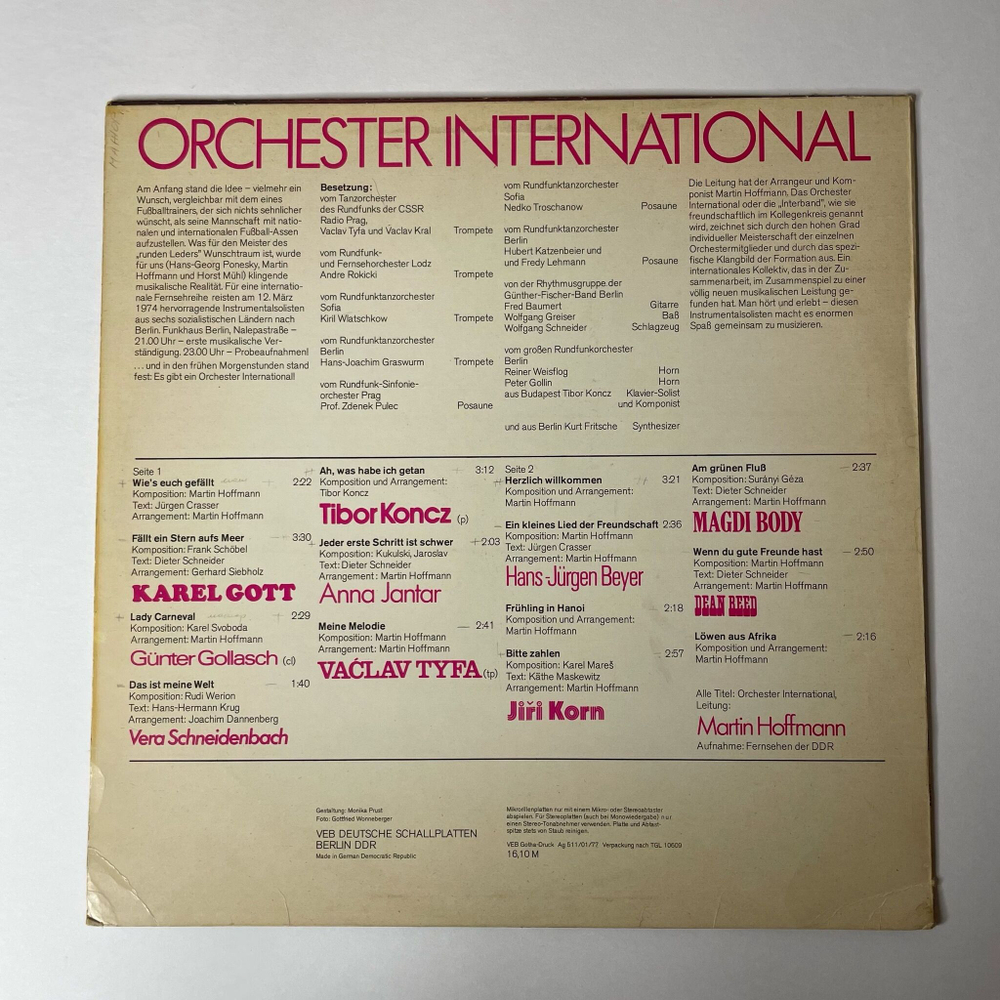 ORCHESTER INTERNATIONAL
Am Anfang stand die Idee – vielmehr ein
Wunsch, vergleichbar mit dem eines
Fußballtrainers, der sich nichts sehnlicher
wünscht, als seine Mannschaft mit natio-
nalen und internationalen Fußball-Assen
aufzustellen. Was für den Meister des
„runden Leders" Wunschtraum ist, wurde
für uns (Hans-Georg Ponesky, Martin
Hoffmann und Horst Mühl) klingende
musikalische Realität. Für eine internatio-
nale Fernsehreihe reisten am 12. März
1974 hervorragende Instrumentalsolisten
aus sechs sozialistischen Ländern nach
Berlin. Funkhaus Berlin, Nalepastraße –
21.00 Uhr – erste musikalische Ver-
ständigung. 23.00 Uhr – Probeaufnahmen!
... und in den frühen Morgenstunden stand
fest: Es gibt ein Orchester International!
Besetzung:
vom Tanzorchester
des Rundfunks der CSSR
Radio Prag,
Vaclav Tyfa und Vaclav Kral Trompete
vom Rundfunk-
und Fernsehorchester Lodz
Andre Rokicki Trompete
vom Rundfunktanzorchester
Sofia
Kiril Wlatschkow Trompete
vom Rundfunktanzorchester
Berlin
Hans-Joachim Graswurm Trompete
vom Rundfunk-Sinfonie-
orchester Prag
Prof. Zdenek Pulec Posaune
vom Rundfunktanzorchester
Sofia
Nedko Troschanow Posaune
vom Rundfunktanzorchester
Berlin
Hubert Katzenbeier und
und Fredy Lehmann Posaune
von der Rhythmusgruppe der
Günther-Fischer-Band Berlin
Fred Baumert Gitarre
Wolfgang Greiser Baß
Wolfgang Schneider Schlagzeug
vom großen Rundfunkorchester
Berlin
Reiner Weisflog Horn
Peter Gollin Horn
aus Budapest Tibor Koncz Klavier-Solist
und Komponist
und aus Berlin Kurt Fritsche Synthesizer
Die Leitung hat der Arrangeur und Kom-
ponist Martin Hoffmann. Das Orchester
International oder die „Interband", wie sie
freundschaftlich im Kollegenkreis genannt
wird, zeichnet sich durch den hohen Grad
individueller Meisterschaft der einzelnen
Orchestermitglieder und durch das spezi-
fische Klangbild der Formation aus. Ein
internationales Kollektiv, das in der Zu-
sammenarbeit, im Zusammenspiel zu einer
völlig neuen musikalischen Leistung ge-
funden hat. Man hört und erlebt – diesen
Instrumentalsolisten macht es enormen
Spaß gemeinsam zu musizieren.
Seite 1
Wie's euch gefällt 2:22
Komposition: Martin Hoffmann
Text: Jürgen Crasser
Arrangement: Martin Hoffmann
Fällt ein Stern aufs Meer 3:30
Komposition: Frank Schöbel
Text: Dieter Schneider
Arrangement: Gerhard Siebholz
KAREL GOTT
Lady Carneval 2:29
Komposition: Karel Svoboda
Arrangement: Martin Hoffmann
Günter Gollasch (cl)
Das ist meine Welt 1:40
Komposition: Rudi Werion
Text: Hans-Hermann Krug
Arrangement: Joachim Dannenberg
Vera Schneidenbach
Ah, was habe ich getan 3:12
Komposition und Arrangement:
Tibor Koncz
Tibor Koncz (p)
Jeder erste Schritt ist schwer 2:03
Komposition: Kukulski, Jaroslav
Text: Dieter Schneider
Arrangement: Martin Hoffmann
Anna Jantar
Meine Melodie 2:41
Komposition: Martin Hoffmann
Arrangement: Martin Hoffmann
VAĆLAV TYFA (tp)
Seite 2
Herzlich willkommen 3:21
Komposition und Arrangement:
Martin Hoffmann
Ein kleines Lied der Freundschaft 2:36
Komposition: Martin Hoffmann
Text: Jürgen Crasser
Arrangement: Martin Hoffmann
Hans-Jürgen Beyer
Frühling in Hanoi 2:18
Komposition und Arrangement:
Martin Hoffmann
Bitte zahlen 2:57
Komposition: Karel Mareš
Text: Käthe Maskewitz
Arrangement: Martin Hoffmann
Jiři Korn
Am grünen Fluß 2:37
Komposition: Surányi Géza
Text: Dieter Schneider
Arrangement: Martin Hoffmann
MAGDI BODY
Wenn du gute Freunde hast 2:50
Komposition: Martin Hoffmann
Text: Dieter Schneider
Arrangement: Martin Hoffmann
DEAN REED
Löwen aus Afrika 2:16
Komposition und Arrangement:
Martin Hoffmann
Alle Titel: Orchester International,
Leitung:
Martin Hoffmann
Aufnahme: Fernsehen der DDR
Gestaltung: Monika Prust
Foto: Gottfried Wonneberger
VEB DEUTSCHE SCHALLPLATTEN
BERLIN DDR
Made in German Democratic Republic
Mikrorillenplatten nur mit einem Mikro- oder Stereoabtaster
abspielen. Für Stereoplatten (auch bei Monowiedergabe) nur
einen Stereo-Tonabnehmer verwenden. Platte und Abtast-
spitze stets von Staub reinigen.
VEB Gotha-Druck Ag 511/01/77 Verpackung nach TGL 10609
16,10 M